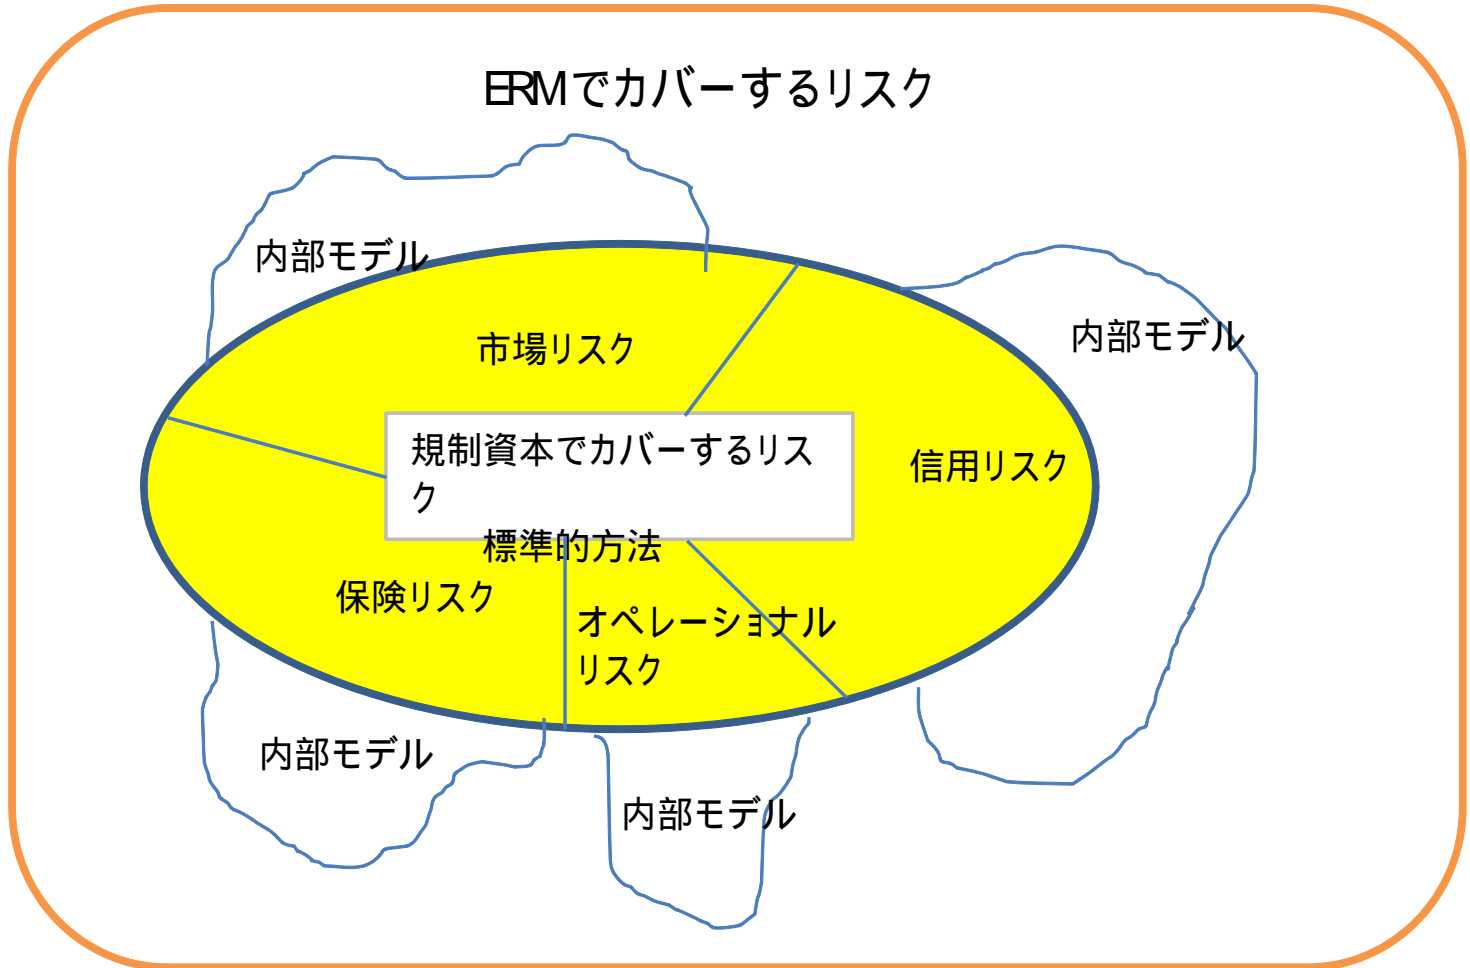 ERMでカバーするリスク
内部モデル
内部モデル
市場リスク
規制資本でカバーするリス
ク
信用リスク
標準的方法
保険リスク
オペレーショナル
リスク
内部モデル
内部モデル